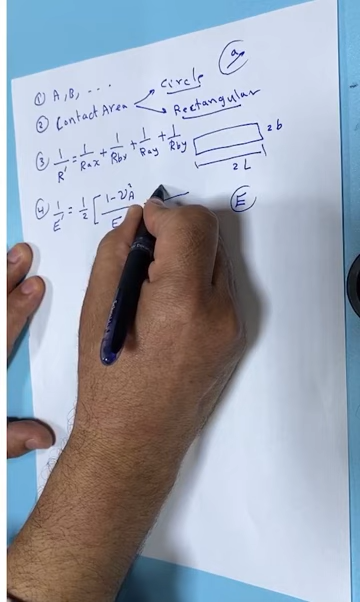 ① A, B, ...
② Contact Area → Circle ⓐ
→ Rectangular
③ 1/R' = 1/Rax + 1/Rbx + 1/Ray + 1/Rby
2b
2L
④ 1/E' = 1/2 [ (1-ν²A)/E
Ⓔ